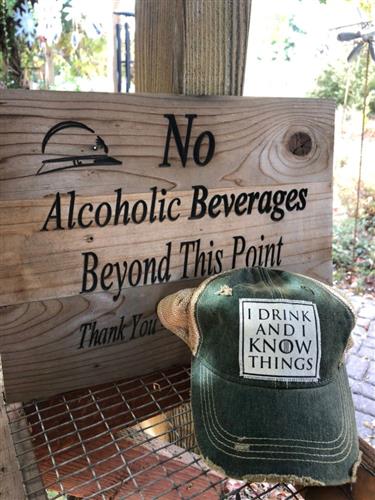 No
Alcoholic Beverages
Beyond This Point
Thank You
I DRINK
AND I
KNOW
THINGS